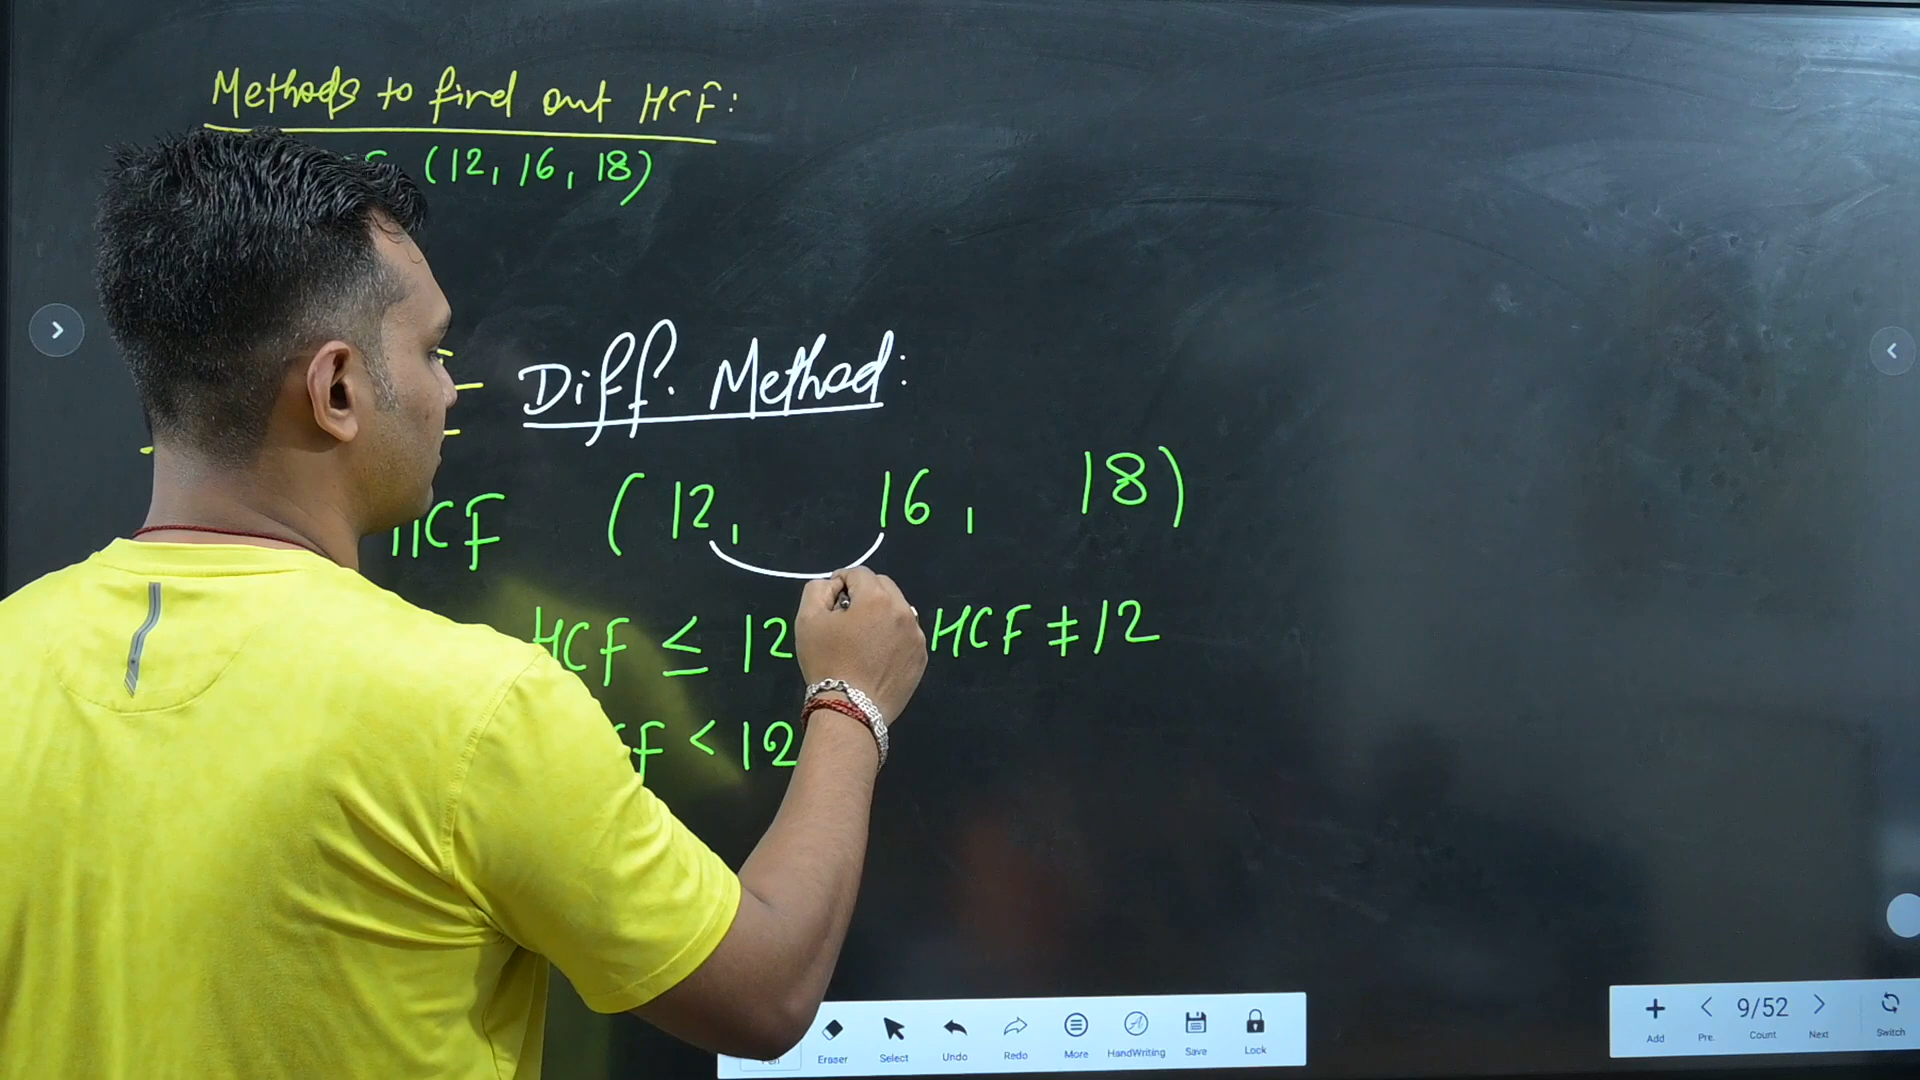 Methods to find out HCF:
(12, 16, 18)
Diff. Method:
HCF (12, 16, 18)
HCF ≤ 12 HCF ≠ 12
F < 12
Eraser Select Undo Redo More HandWriting Save Lock
9/52
Add Pre. Count Next Switch